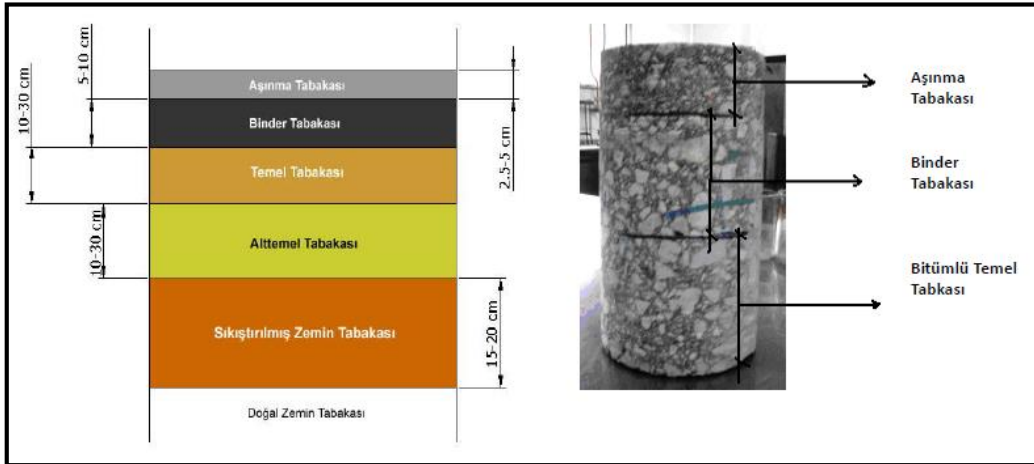 5-10 cm
10-30 cm
10-30 cm
Aşınma Tabakası
Binder Tabakası
Temel Tabakası
Alttemel Tabakası
Sıkıştırılmış Zemin Tabakası
Doğal Zemin Tabakası
2.5-5 cm
15-20 cm
Aşınma
Tabakası
Binder
Tabakası
Bitümlü Temel
Tabkası